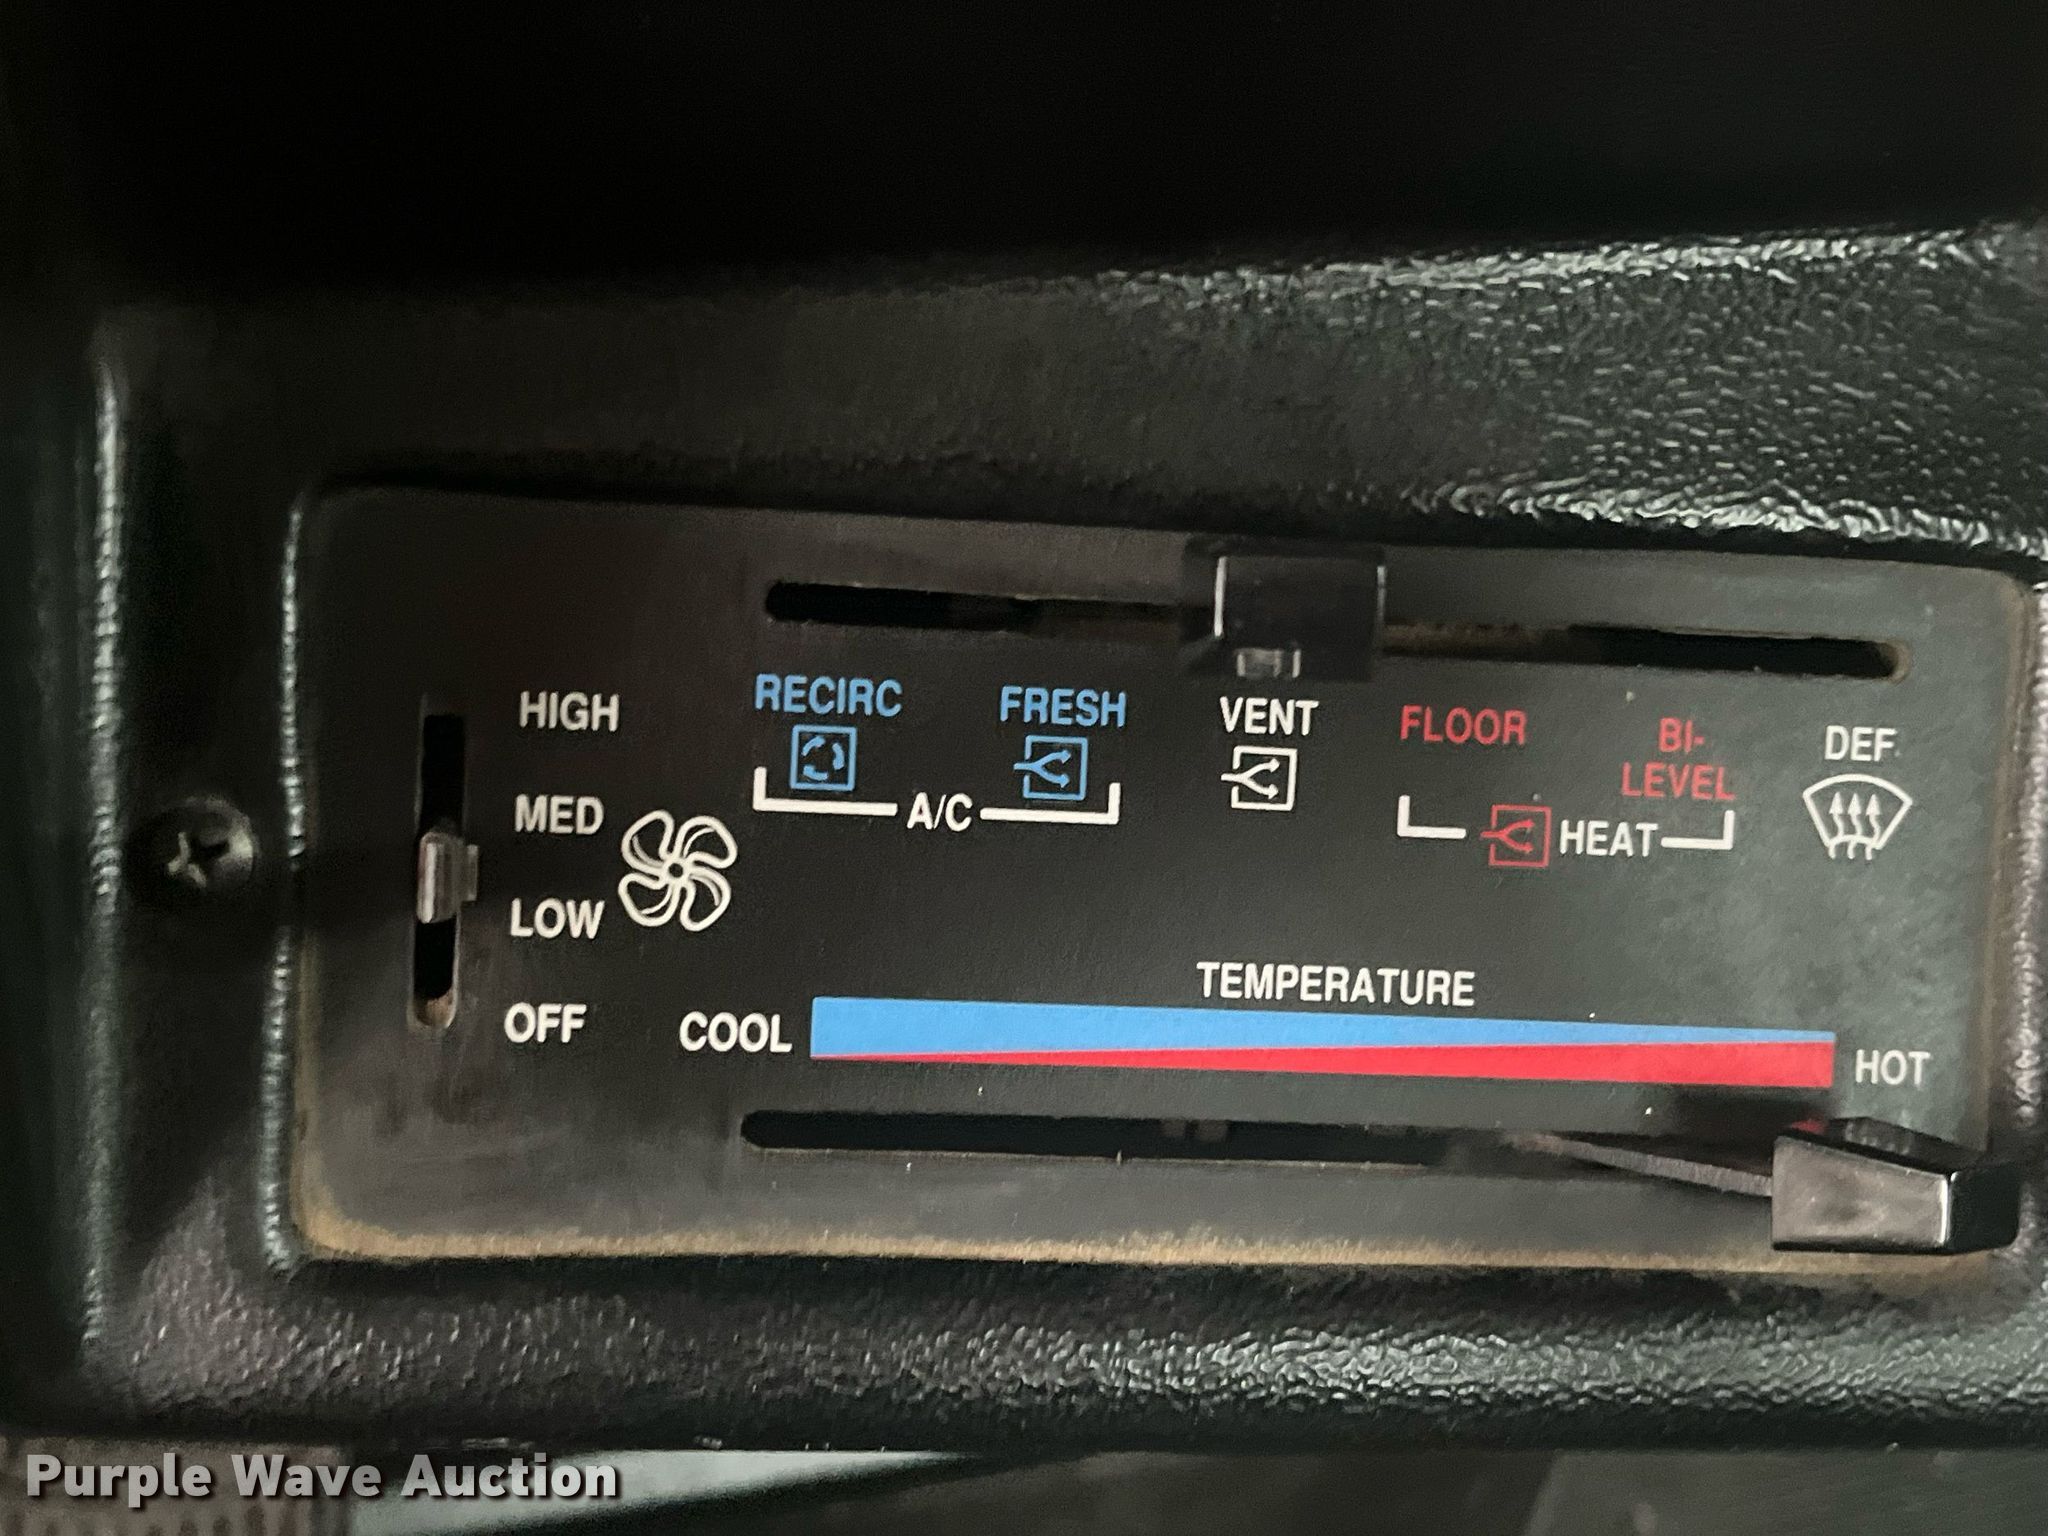 HIGH
MED
LOW
OFF
RECIRC
FRESH
A/C
VENT
FLOOR
BI-
LEVEL
HEAT
DEF
TEMPERATURE
COOL
HOT
Purple Wave Auction